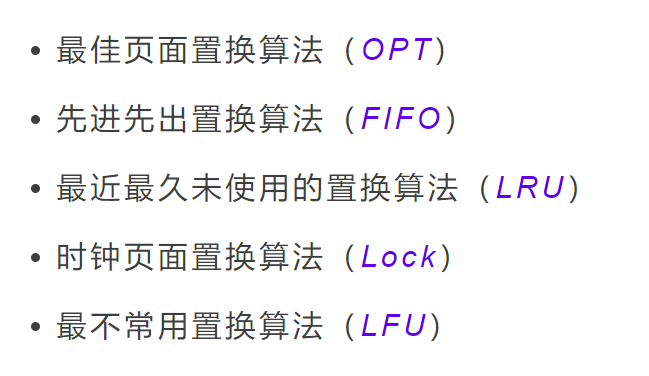 • 最佳页面置换算法（OPT）
• 先进先出置换算法（FIFO）
• 最近最久未使用的置换算法（LRU）
• 时钟页面置换算法（Lock）
• 最不常用置换算法（LFU）